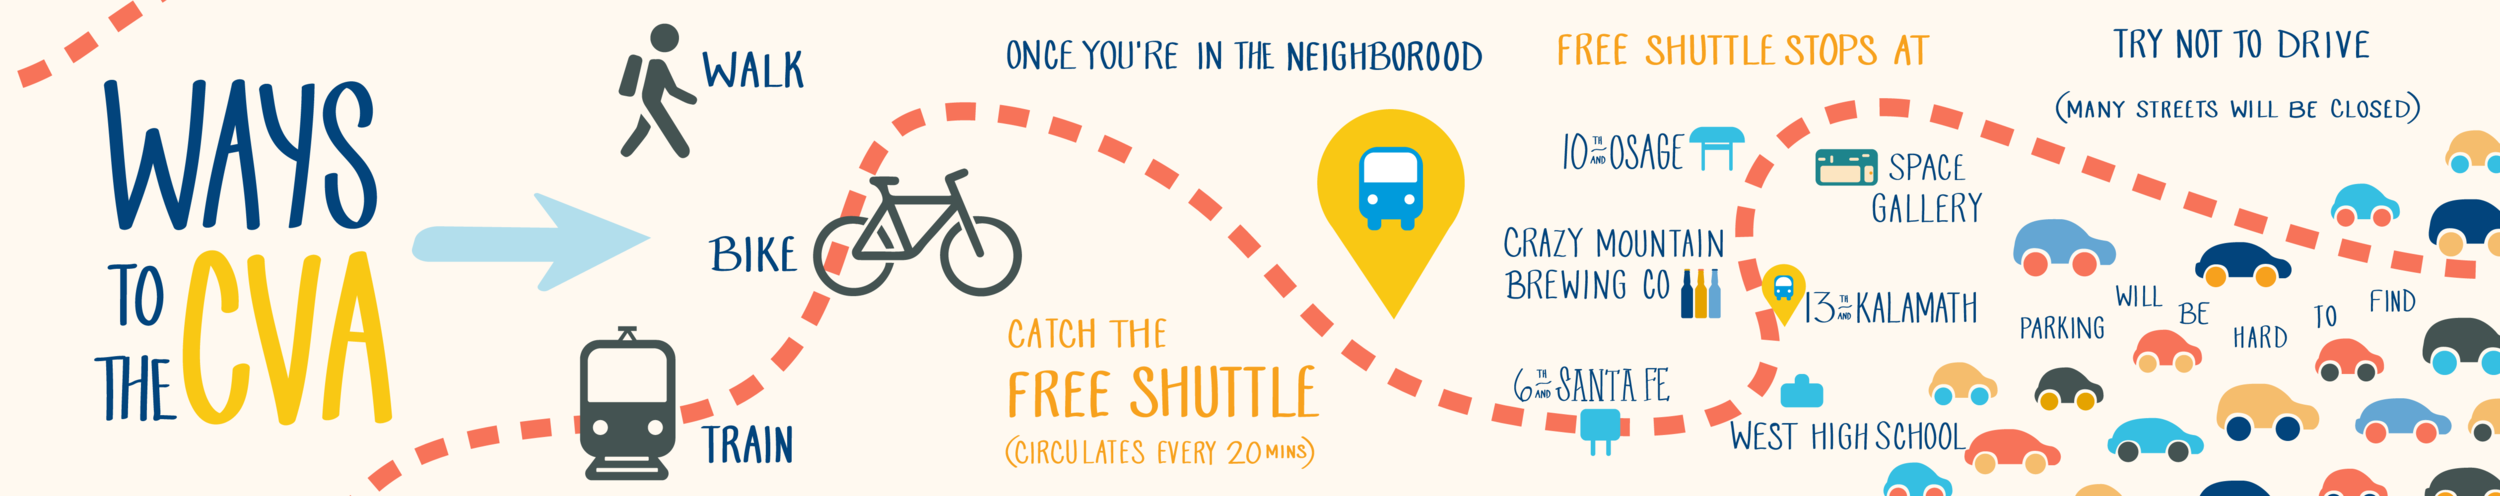 WAYS
TO
THE CVA
WALK
BIKE
TRAIN
ONCE YOU'RE IN THE NEIGHBOROOD
CATCH THE
FREE SHUTTLE
(CIRCULATES EVERY 20 MINS)
FREE SHUTTLE STOPS AT
10TH AND OSAGE
SPACE
GALLERY
CRAZY MOUNTAIN
BREWING CO
13TH AND KALAMATH
6TH AND SANTA FE
WEST HIGH SCHOOL
TRY NOT TO DRIVE
(MANY STREETS WILL BE CLOSED)
PARKING WILL BE HARD TO FIND